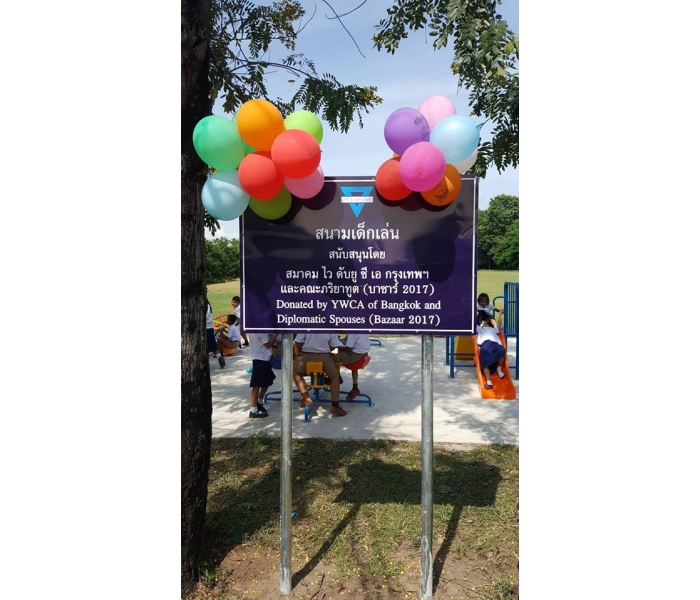 สนามเด็กเล่น
สนับสนุนโดย
สมาคม ไว ดับยู ซี เอ กรุงเทพฯ
และคณะภริยาทูต (บาซาร์ 2017)
Donated by YWCA of Bangkok and
Diplomatic Spouses (Bazaar 2017)